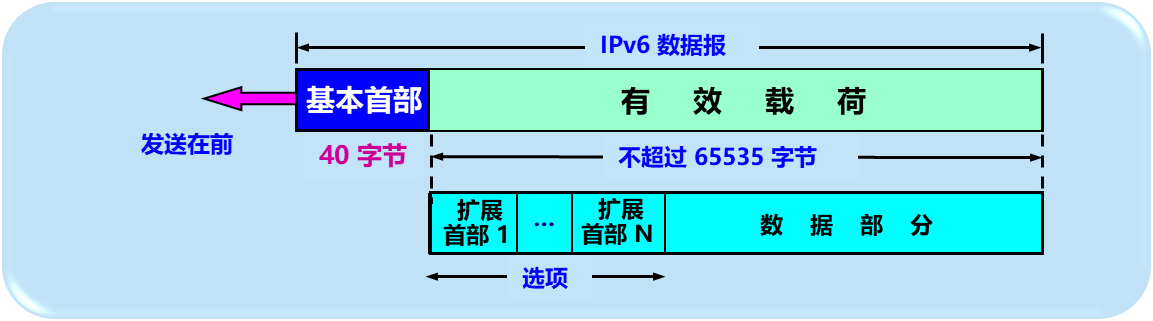 IPv6 数据报
基本首部
有 效 载 荷
发送在前
40 字节
不超过 65535 字节
扩展
首部 1
...
扩展
首部 N
数 据 部 分
选项